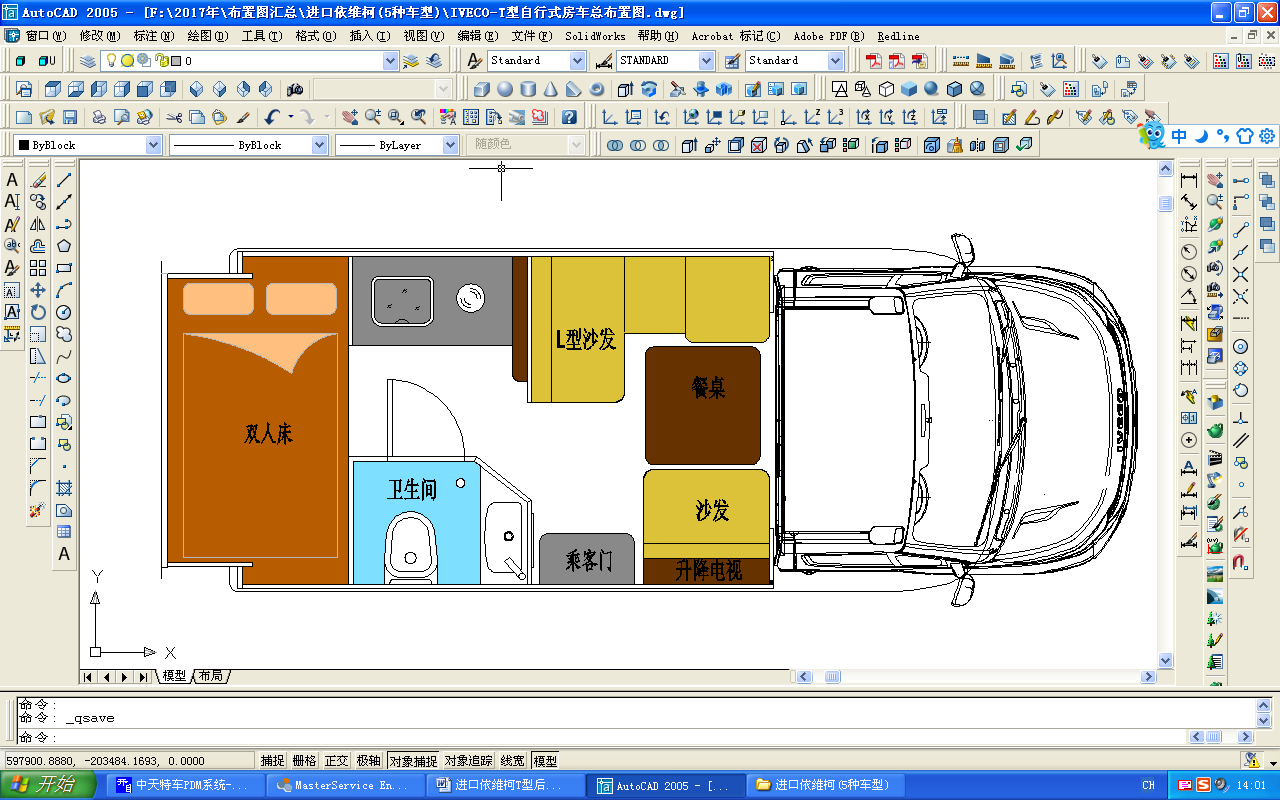 AutoCAD 2005 - [F:\2017年\布置图汇总\进口依维柯(5种车型)\IVECO-T型自行式房车总布置图.dwg]
窗口(W) 修改(M) 标注(N) 绘图(D) 工具(T) 格式(O) 插入(I) 视图(V) 编辑(E) 文件(F) SolidWorks 帮助(H) Acrobat 标记(C) Adobe PDF(B) Redline
0 Standard STANDARD Standard
ByBlock ByBlock ByLayer 随颜色
中
L型沙发
餐桌
双人床
卫生间
沙发
乘客门
升降电视
IVECO
Y
X
模型 布局
命令:
命令: _qsave
命令:
597900.8880, -203484.1693, 0.0000 捕捉 栅格 正交 极轴 对象捕捉 对象追踪 线宽 模型
开始 中天特车PDM系统-... MasterService En... 进口依维柯T型后... AutoCAD 2005 - [... 进口依维柯(5种车型) CH 14:01